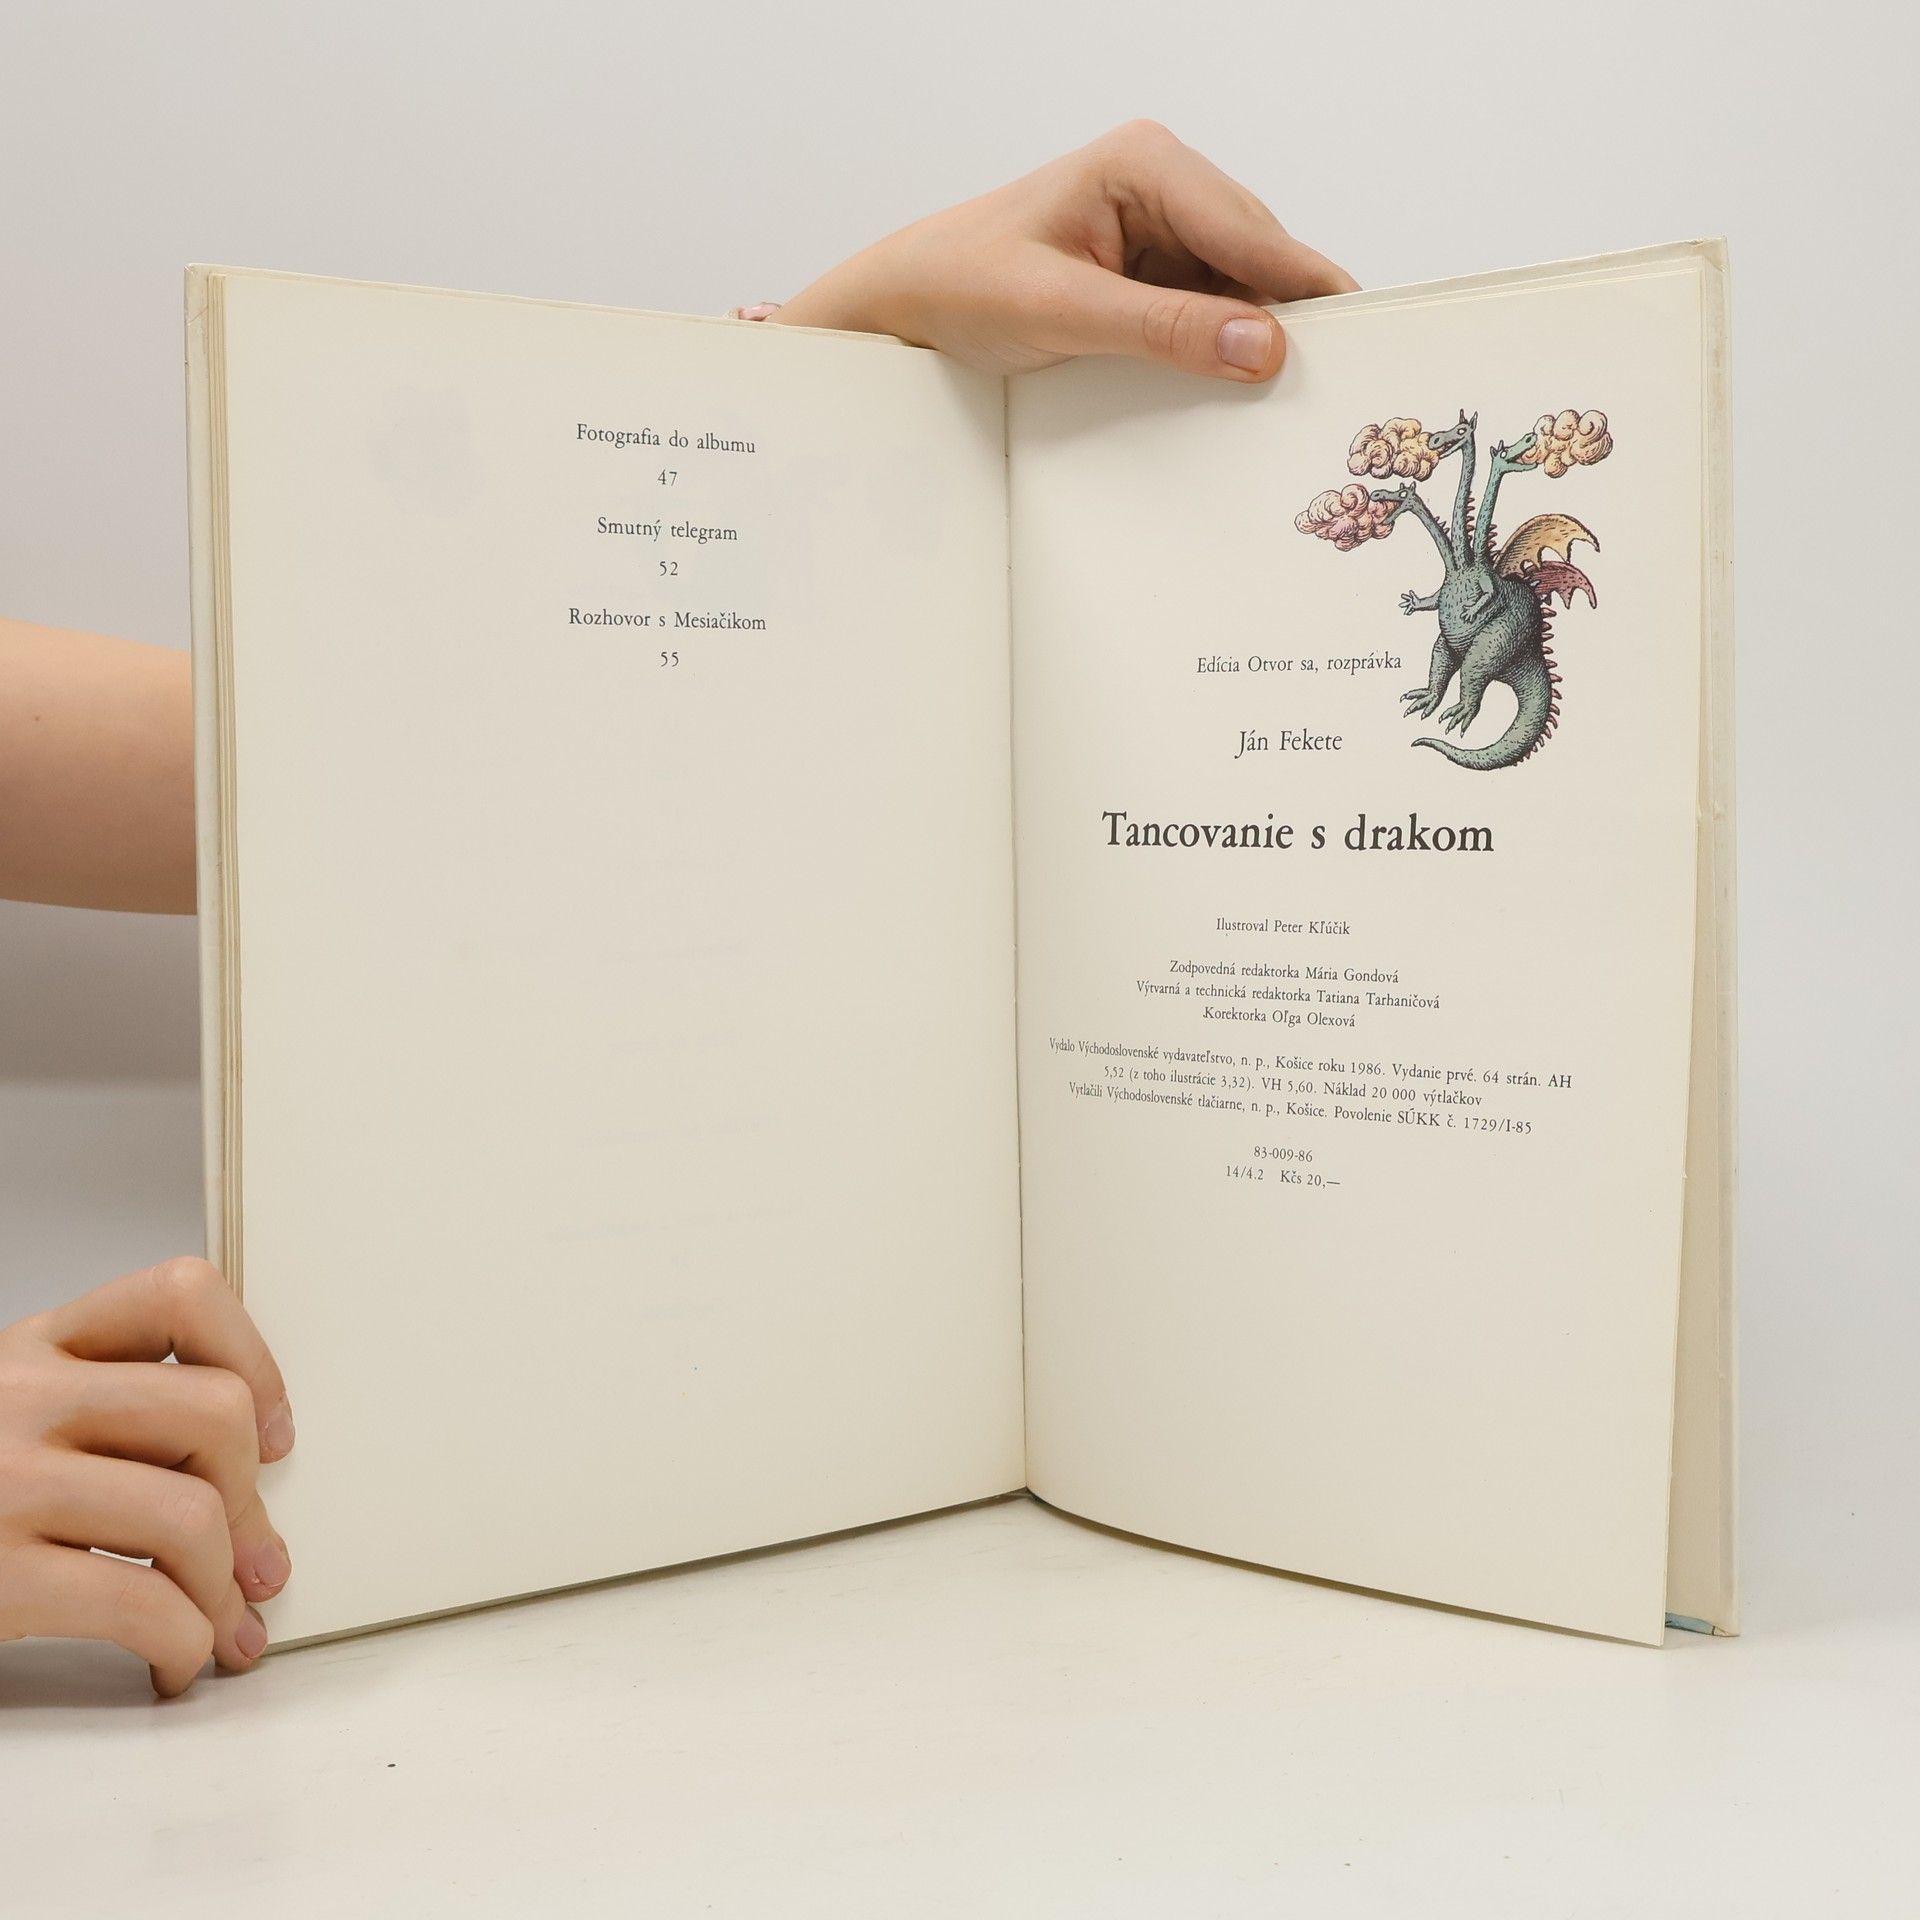 Fotografia do albumu
47
Smutný telegram
52
Rozhovor s Mesiačikom
55
Edícia Otvor sa, rozprávka
Ján Fekete
Tancovanie s drakom
Ilustroval Peter Kľúčik
Zodpovedná redaktorka Mária Gondová
Výtvarná a technická redaktorka Tatiana Tarhaničová
Korektorka Oľga Olexová
Vydalo Východoslovenské vydavateľstvo, n. p., Košice roku 1986. Vydanie prvé. 64 strán. AH
5,52 (z toho ilustrácie 3,32). VH 5,60. Náklad 20 000 výtlačkov
Vytlačili Východoslovenské tlačiarne, n. p., Košice. Povolenie SÚKK č. 1729/I-85
83-009-86
14/4.2 Kčs 20,—